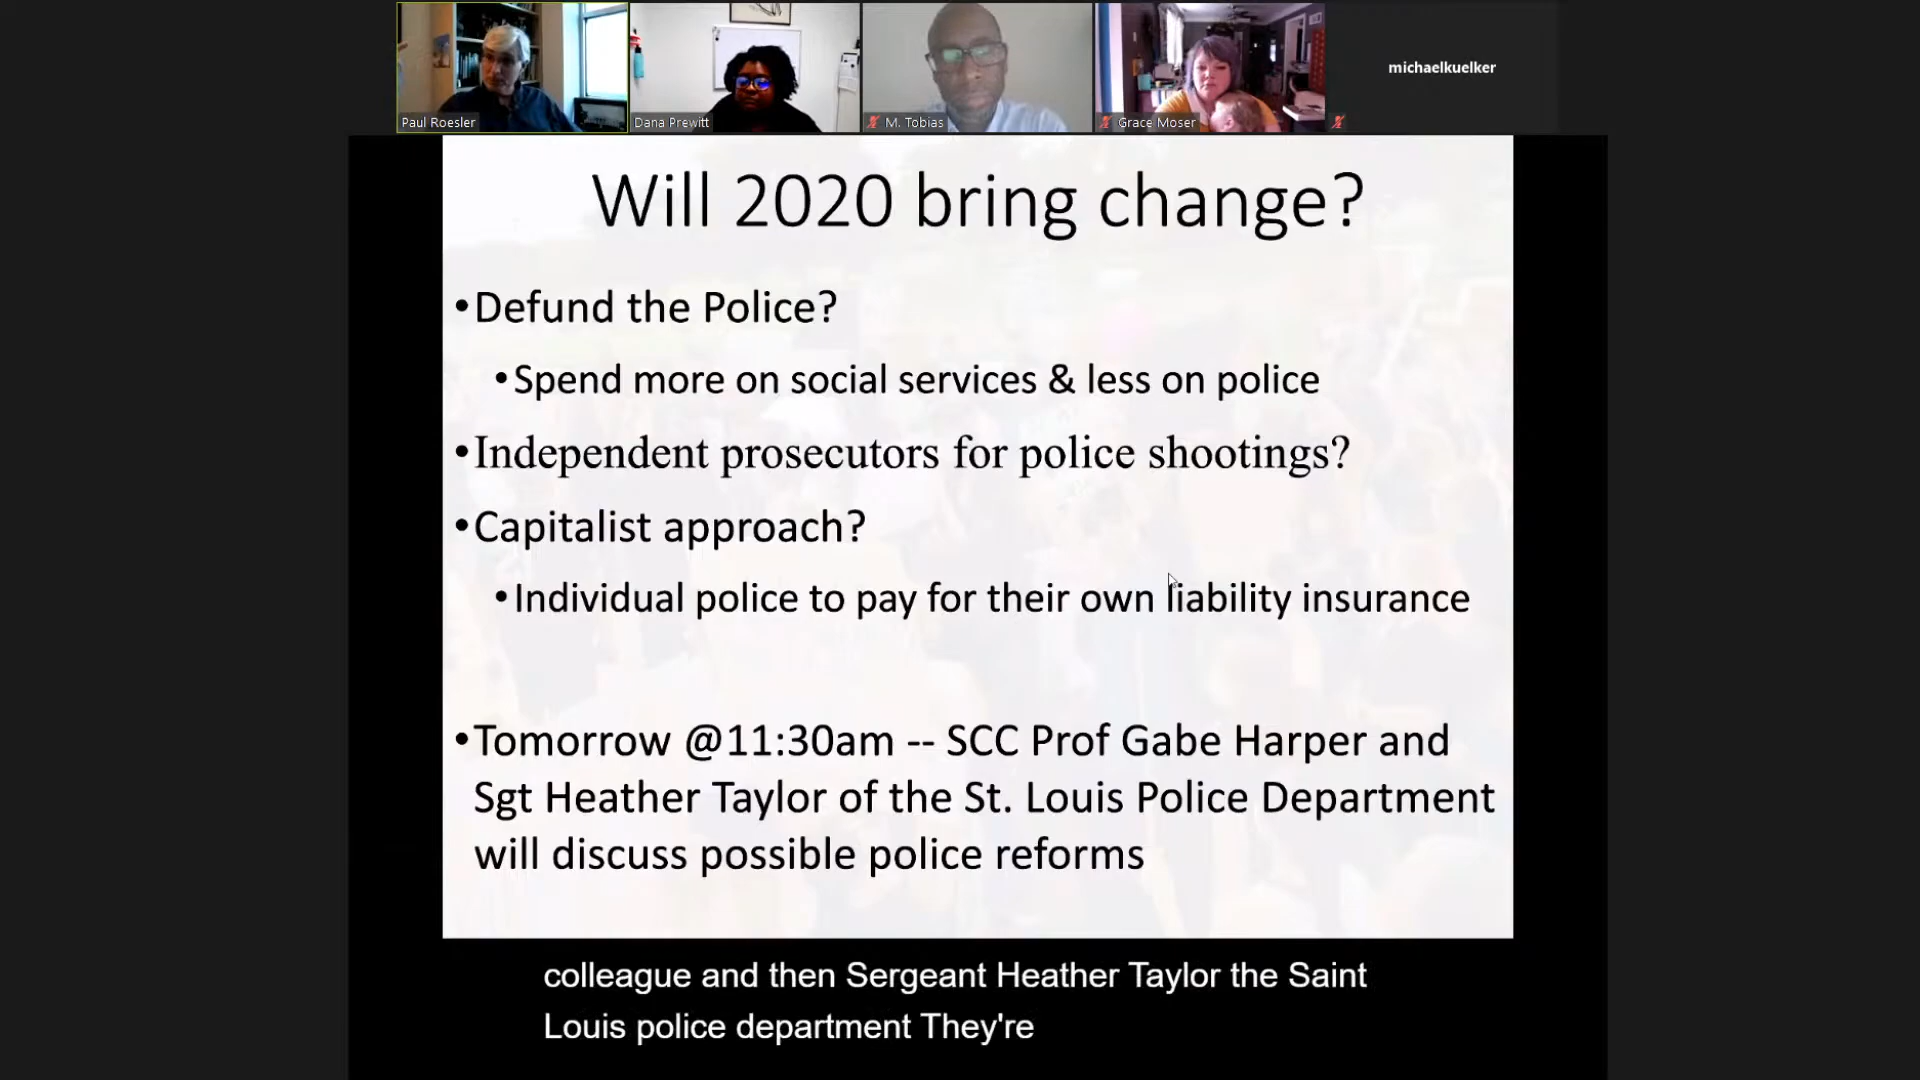 michaelkuelker
Paul Roesler
Dana Prewitt
M. Tobias
Grace Moser
Will 2020 bring change?
•Defund the Police?
•Spend more on social services & less on police
•Independent prosecutors for police shootings?
•Capitalist approach?
•Individual police to pay for their own liability insurance
•Tomorrow @11:30am -- SCC Prof Gabe Harper and
Sgt Heather Taylor of the St. Louis Police Department
will discuss possible police reforms
colleague and then Sergeant Heather Taylor the Saint
Louis police department They're